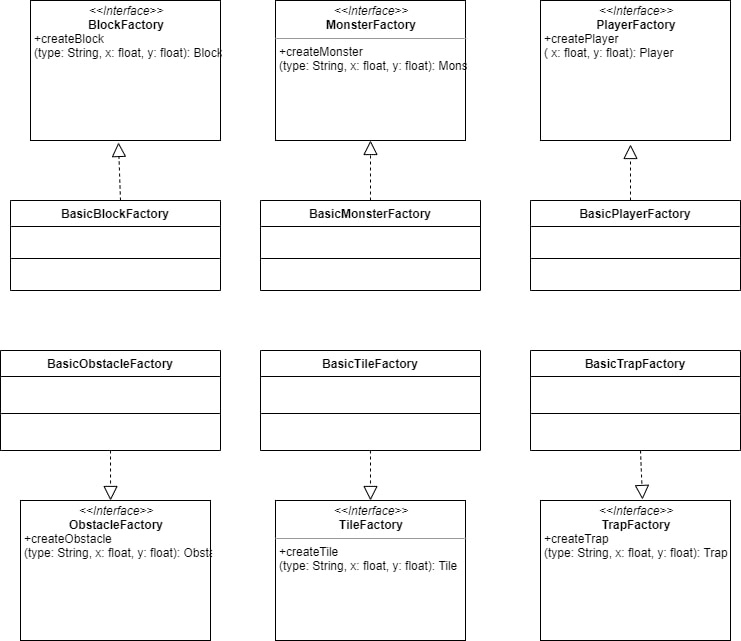 <<Interface>>
BlockFactory
+createBlock
(type: String, x: float, y: float): Block
<<Interface>>
MonsterFactory
+createMonster
(type: String, x: float, y: float): Mons
<<Interface>>
PlayerFactory
+createPlayer
( x: float, y: float): Player
BasicBlockFactory
BasicMonsterFactory
BasicPlayerFactory
BasicObstacleFactory
BasicTileFactory
BasicTrapFactory
<<Interface>>
ObstacleFactory
+createObstacle
(type: String, x: float, y: float): Obsta
<<Interface>>
TileFactory
+createTile
(type: String, x: float, y: float): Tile
<<Interface>>
TrapFactory
+createTrap
(type: String, x: float, y: float): Trap